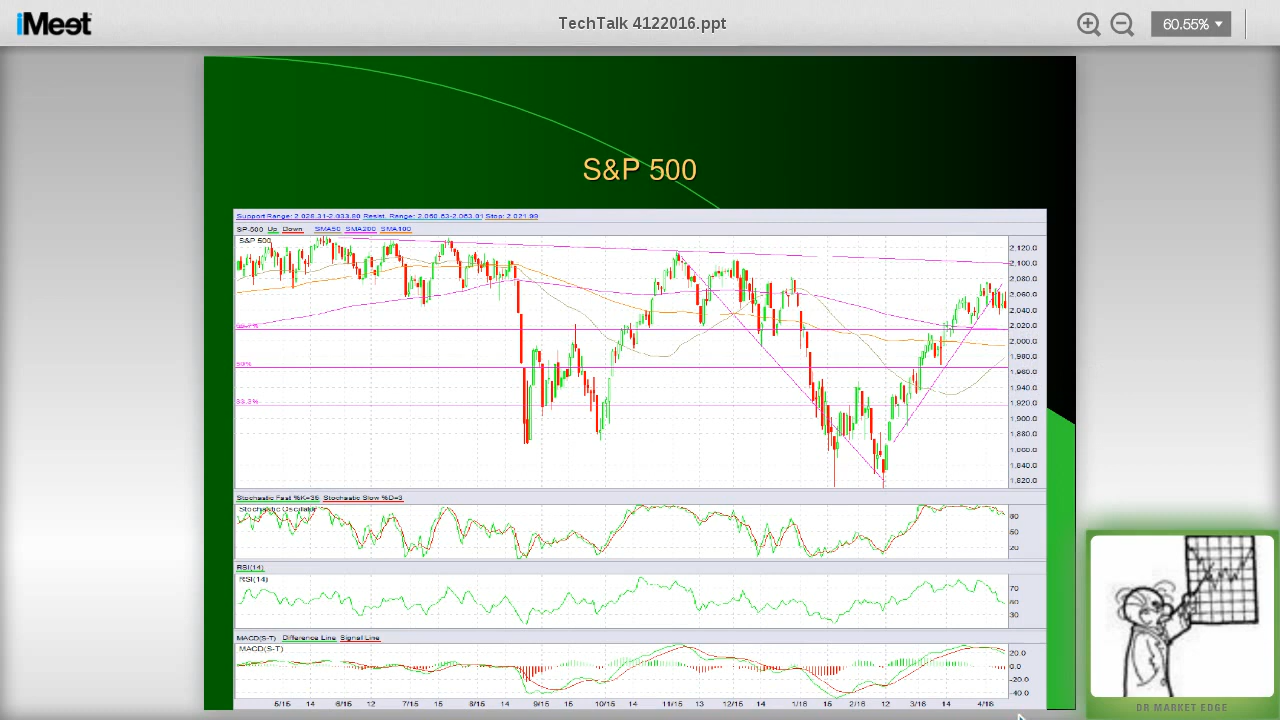 iMeet
TechTalk 4122016.ppt
60.55%
S&P 500
Support Range: 2,028.31-2,033.80 Resist. Range: 2,060.63-2,063.01 Stop: 2,021.99
SP-500 Up Down SMA50 SMA200 SMA100
S&P 500
2,120.0
2,100.0
2,080.0
2,060.0
2,040.0
2,020.0
2,000.0
1,980.0
1,960.0
1,940.0
1,920.0
1,900.0
1,880.0
1,860.0
1,840.0
1,820.0
50%
33.3%
Stochastic Fast %K=35 Stochastic Slow %D=3
Stochastic Oscillator
80
50
20
RSI(14)
RSI(14)
70
50
30
MACD(S-T) Difference Line Signal Line
MACD(S-T)
20.0
0.0
-20.0
-40.0
5/15 14 6/15 12 7/15 15 8/15 14 9/15 15 10/15 14 11/15 13 12/15 14 1/16 15 2/16 12 3/16 14 4/16
DR MARKET EDGE